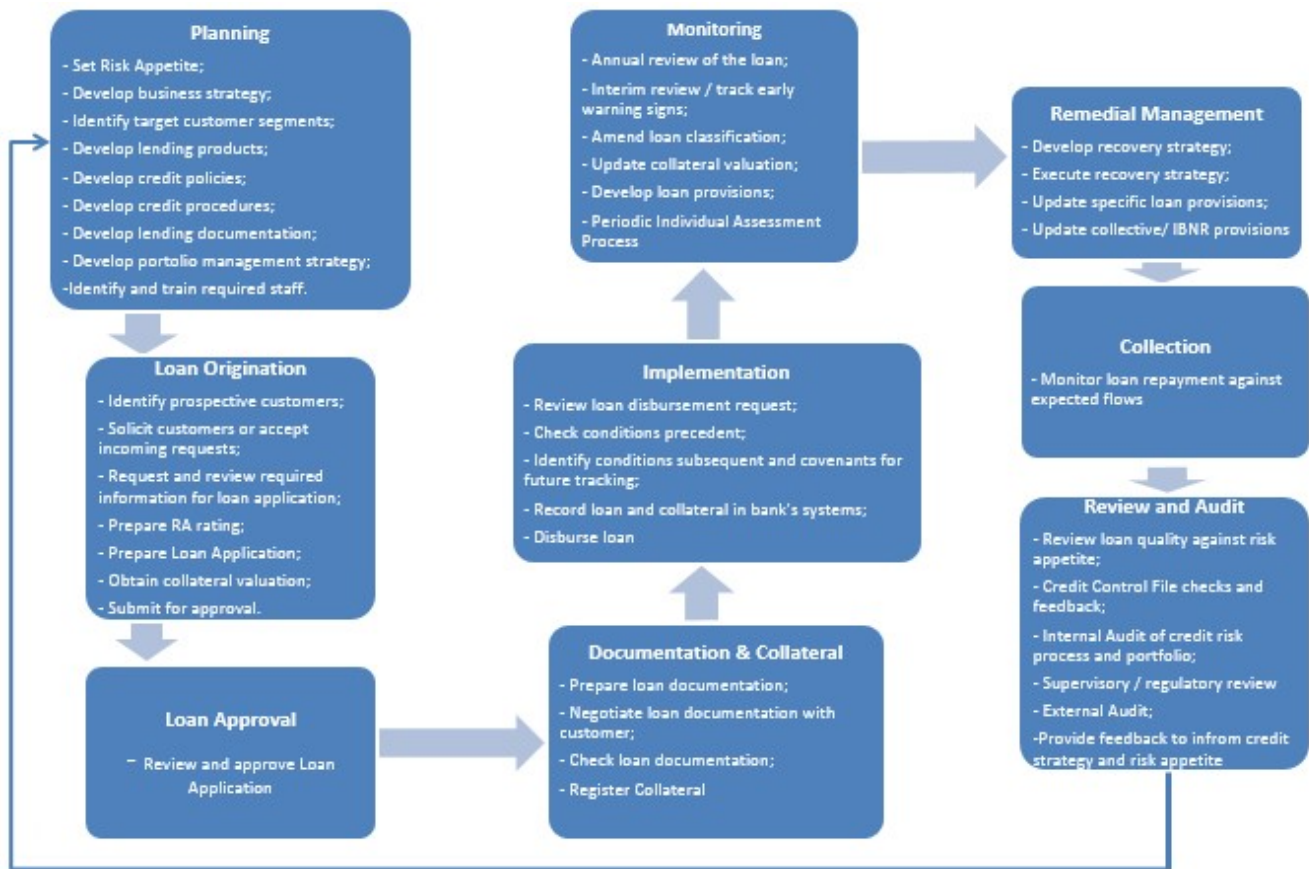 Planning
- Set Risk Appetite;
- Develop business strategy;
- Identify target customer segments;
- Develop lending products;
- Develop credit policies;
- Develop credit procedures;
- Develop lending documentation;
- Develop portolio management strategy;
-Identify and train required staff.
Loan Origination
- Identify prospective customers;
- Solicit customers or accept
incoming requests;
- Request and review required
information for loan application;
- Prepare RA rating;
- Prepare Loan Application;
- Obtain collateral valuation;
- Submit for approval.
Loan Approval
- Review and approve Loan
Application
Documentation & Collateral
- Prepare loan documentation;
- Negotiate loan documentation with
customer;
- Check loan documentation;
- Register Collateral
Implementation
- Review loan disbursement request;
- Check conditions precedent;
- Identify conditions subsequent and covenants for
future tracking;
- Record loan and collateral in bank's systems;
- Disburse loan
Monitoring
- Annual review of the loan;
- Interim review / track early
warning signs;
- Amend loan classification;
- Update collateral valuation;
- Develop loan provisions;
- Periodic Individual Assessment
Process
Remedial Management
- Develop recovery strategy;
- Execute recovery strategy;
- Update specific loan provisions;
- Update collective/ IBNR provisions
Collection
- Monitor loan repayment against
expected flows
Review and Audit
- Review loan quality against risk
appetite;
- Credit Control File checks and
feedback;
- Internal Audit of credit risk
process and portfolio;
- Supervisory / regulatory review
- External Audit;
-Provide feedback to infrom credit
strategy and risk appetite